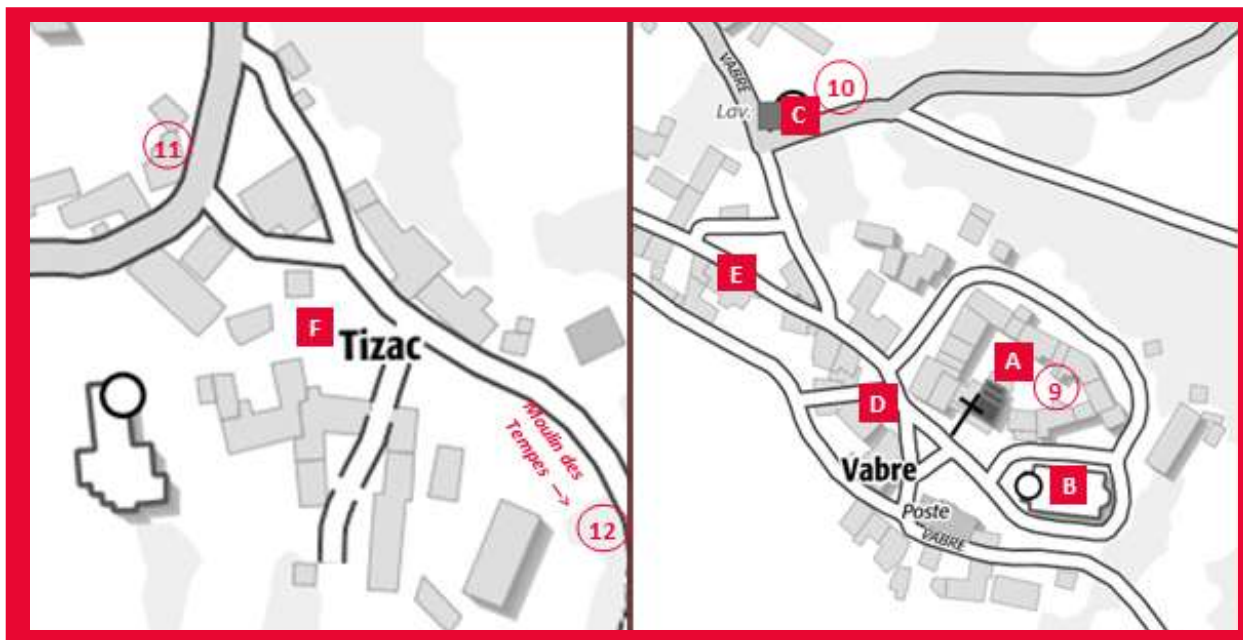 11
F
Tizac
Moulin des
Tempes —>
12
VABRE
10
Lav.
C
E
A
9
D
Vabre
B
Poste
VABRE